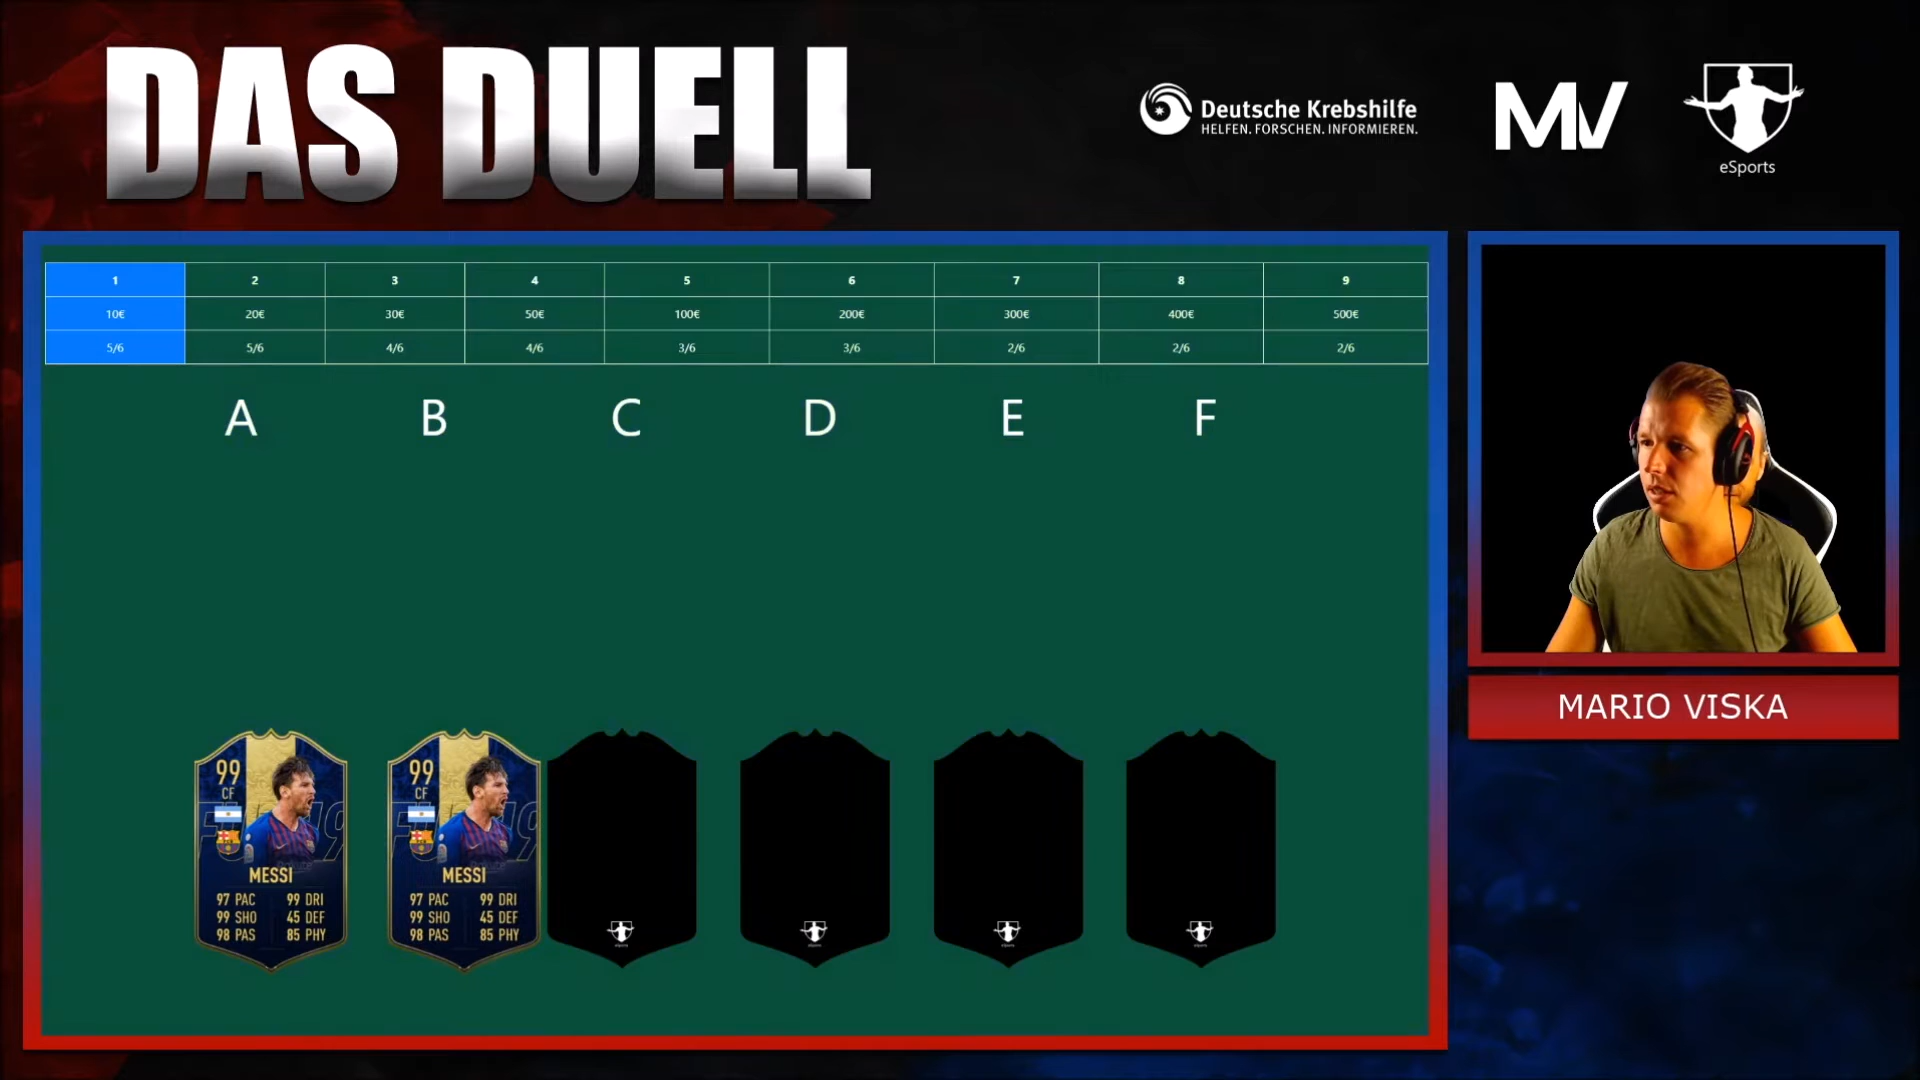 DAS DUELL
Deutsche Krebshilfe
HELFEN. FORSCHEN. INFORMIEREN.
MV
eSports
1 2 3 4 5 6 7 8 9
10€ 20€ 30€ 50€ 100€ 200€ 300€ 400€ 500€
5/6 5/6 4/6 4/6 3/6 3/6 2/6 2/6 2/6
A B C D E F
MARIO VISKA
99
CF
MESSI
97 PAC 99 DRI
99 SHO 45 DEF
98 PAS 85 PHY
99
CF
MESSI
97 PAC 99 DRI
99 SHO 45 DEF
98 PAS 85 PHY